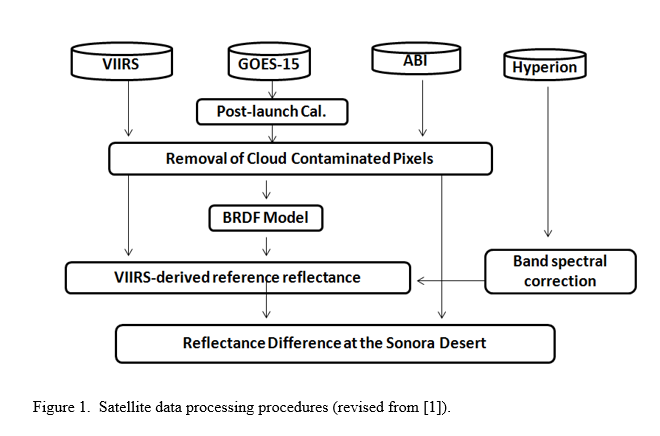 VIIRS
GOES-15
ABI
Hyperion
Post-launch Cal.
Removal of Cloud Contaminated Pixels
BRDF Model
VIIRS-derived reference reflectance
Band spectral
correction
Reflectance Difference at the Sonora Desert
Figure 1. Satellite data processing procedures (revised from [1]).